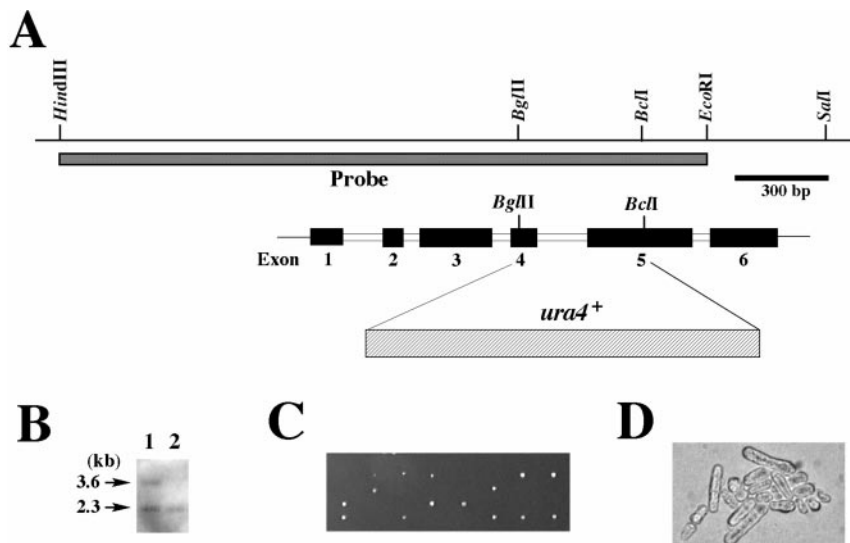 A
HindIII
BglII
BclI
EcoRI
SalI
Probe
300 bp
BglII
BclI
Exon
1
2
3
4
5
6
ura4+
B
1 2
(kb)
3.6
2.3
C
D